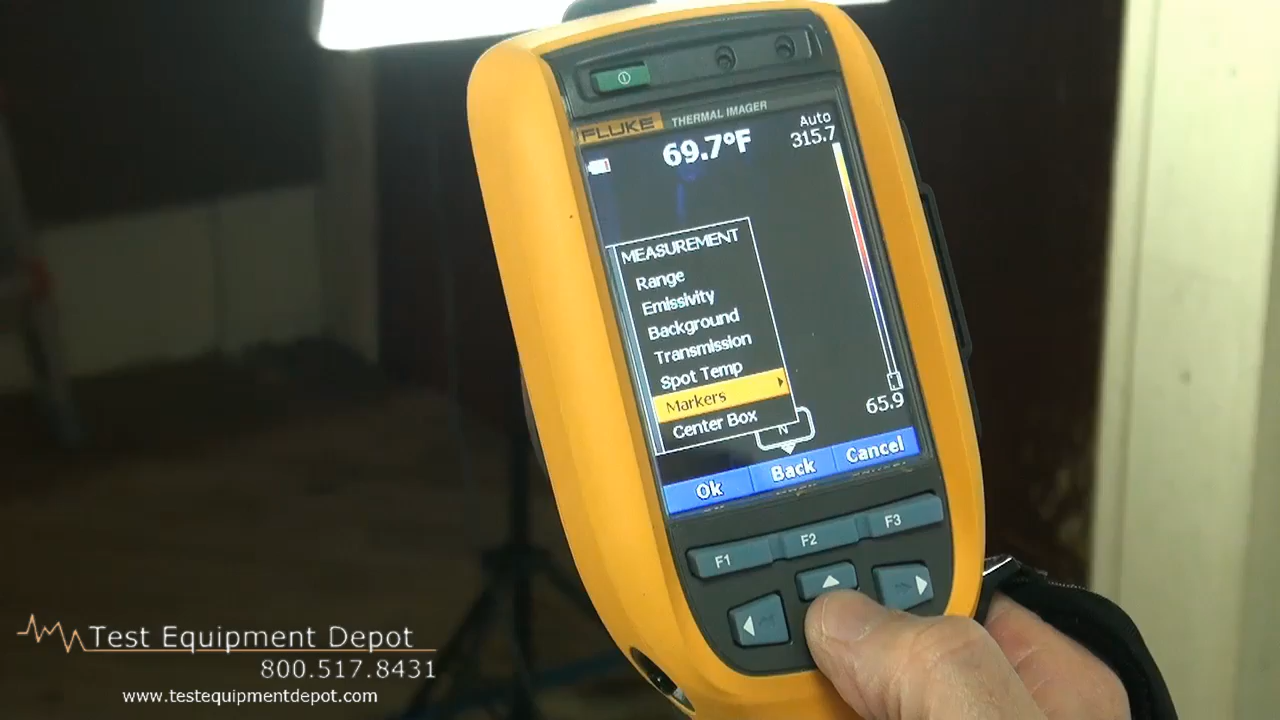 FLUKE THERMAL IMAGER
69.7°F
Auto
315.7
MEASUREMENT
Range
Emissivity
Background
Transmission
Spot Temp
Markers
Center Box
N
65.9
Ok Back Cancel
F1 F2 F3
Test Equipment Depot
800.517.8431
www.testequipmentdepot.com